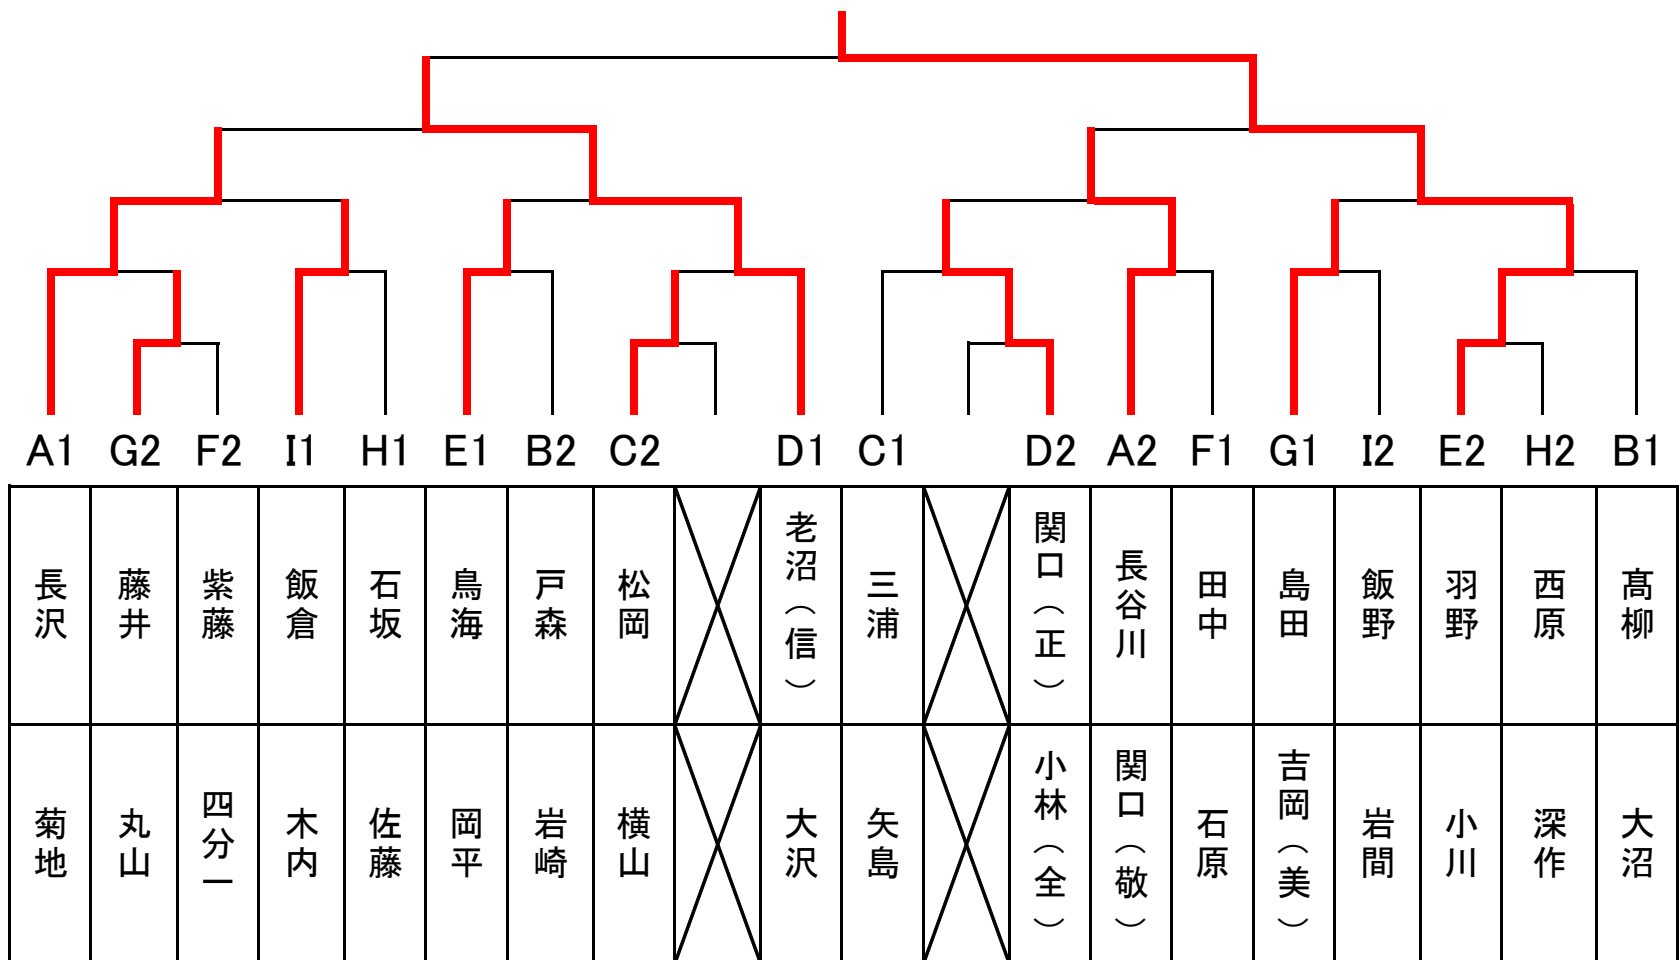 A1 G2 F2 I1 H1 E1 B2 C2 D1 C1 D2 A2 F1 G1 I2 E2 H2 B1
長沢 藤井 紫藤 飯倉 石坂 鳥海 戸森 松岡 老沼（信） 三浦 関口（正） 長谷川 田中 島田 飯野 羽野 西原 髙柳
菊地 丸山 四分一 木内 佐藤 岡平 岩崎 横山 大沢 矢島 小林（全） 関口（敬） 石原 吉岡（美） 岩間 小川 深作 大沼